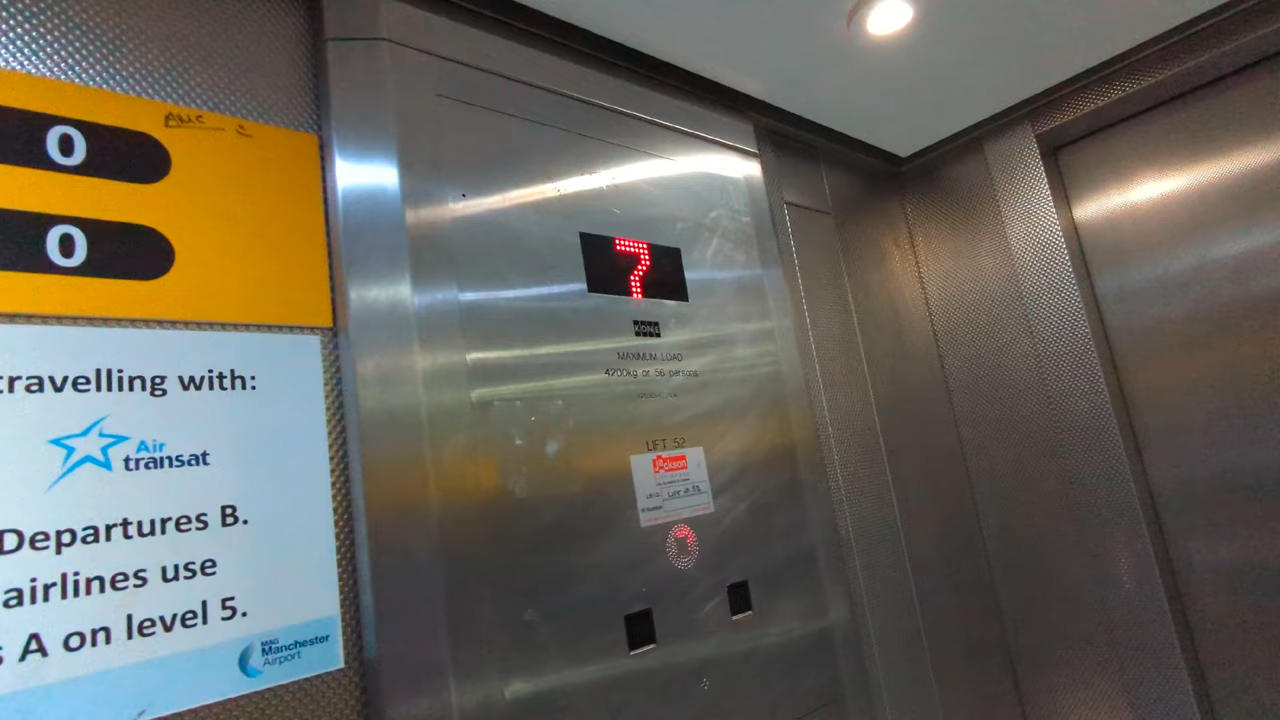 0
0
travelling with:
Air
transat
Departures B.
airlines use
A on level 5.
MAG
Manchester
Airport
7
KONE
MAXIMUM LOAD
4200kg or 56 persons
LIFT 52
Jackson